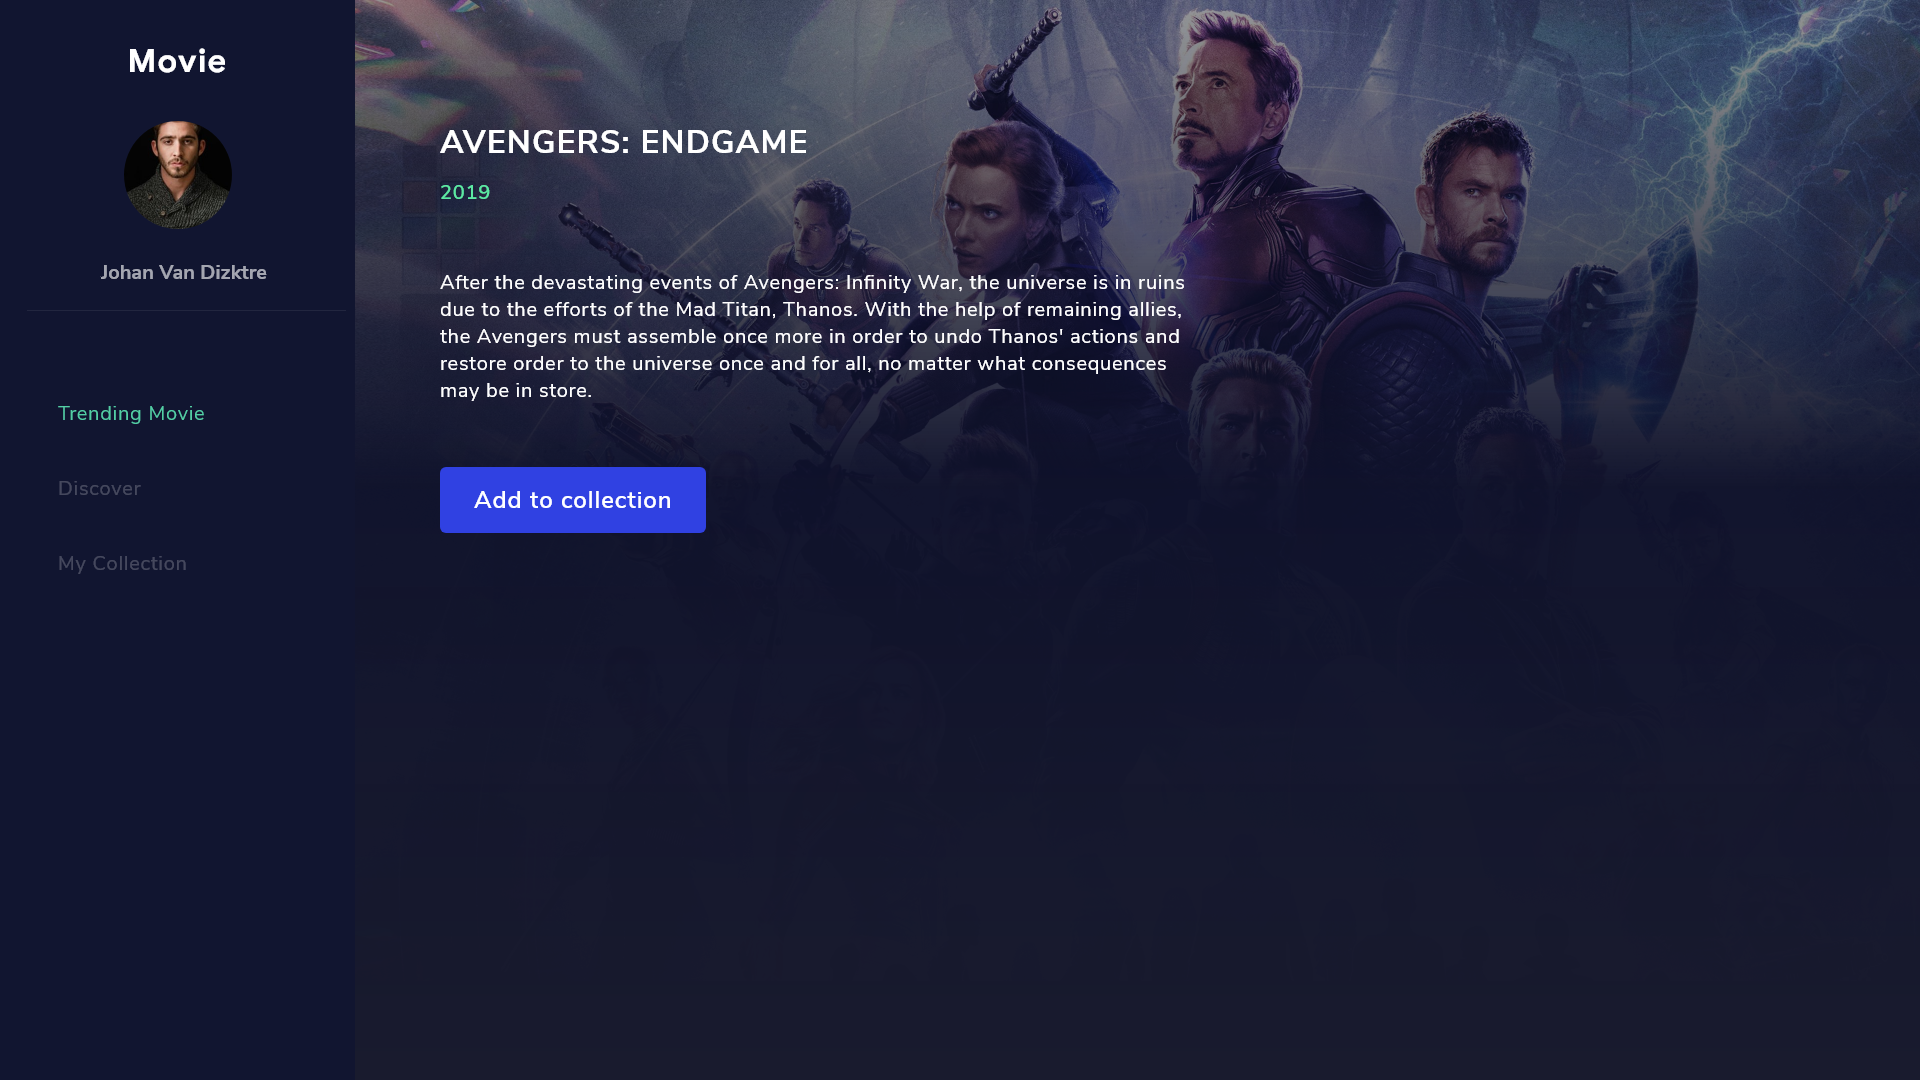 Movie
Johan Van Dizktre
Trending Movie
Discover
My Collection
AVENGERS: ENDGAME
2019
After the devastating events of Avengers: Infinity War, the universe is in ruins
due to the efforts of the Mad Titan, Thanos. With the help of remaining allies,
the Avengers must assemble once more in order to undo Thanos' actions and
restore order to the universe once and for all, no matter what consequences
may be in store.
Add to collection